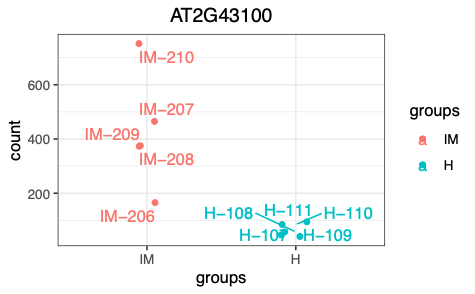 AT2G43100
count
600
400
200
IM−210
IM−207
IM−209
IM−208
IM−206
H−108
H−111
H−110
H−107
H−109
IM
H
groups
groups
a IM
a H